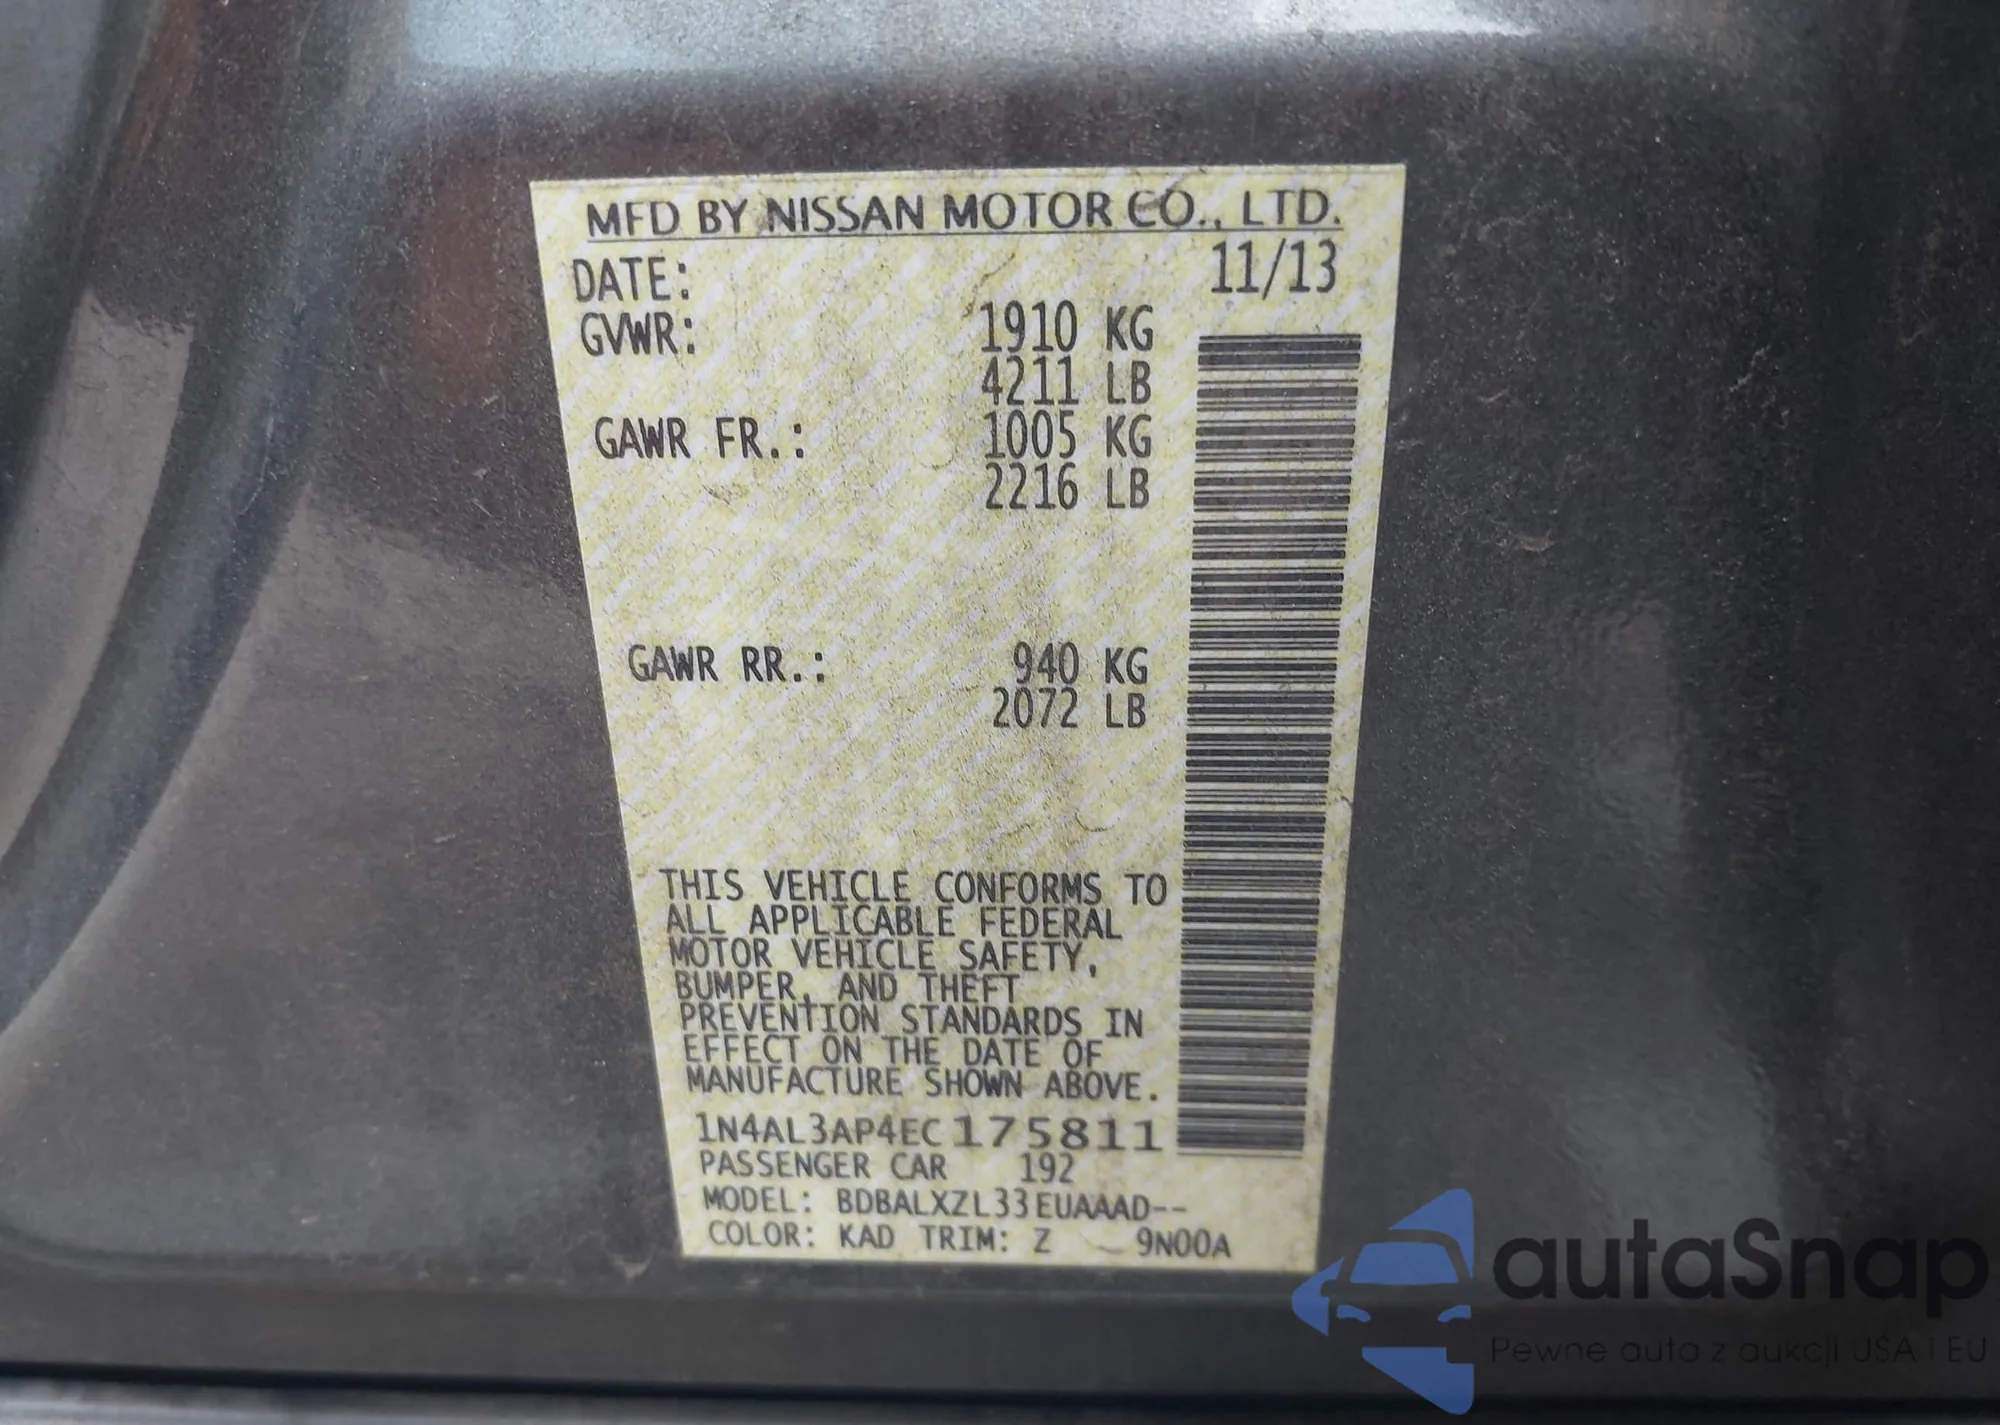 MFD BY NISSAN MOTOR CO., LTD.
DATE: 11/13
GVWR: 1910 KG
4211 LB
GAWR FR.: 1005 KG
2216 LB
GAWR RR.: 940 KG
2072 LB
THIS VEHICLE CONFORMS TO
ALL APPLICABLE FEDERAL
MOTOR VEHICLE SAFETY,
BUMPER, AND THEFT
PREVENTION STANDARDS IN
EFFECT ON THE DATE OF
MANUFACTURE SHOWN ABOVE.
1N4AL3AP4EC175811
PASSENGER CAR 192
MODEL: BDBALXZL33EUAAAD--
COLOR: KAD TRIM: Z 9N00A
autaSnap
Pewne auta z aukcji USA i EU